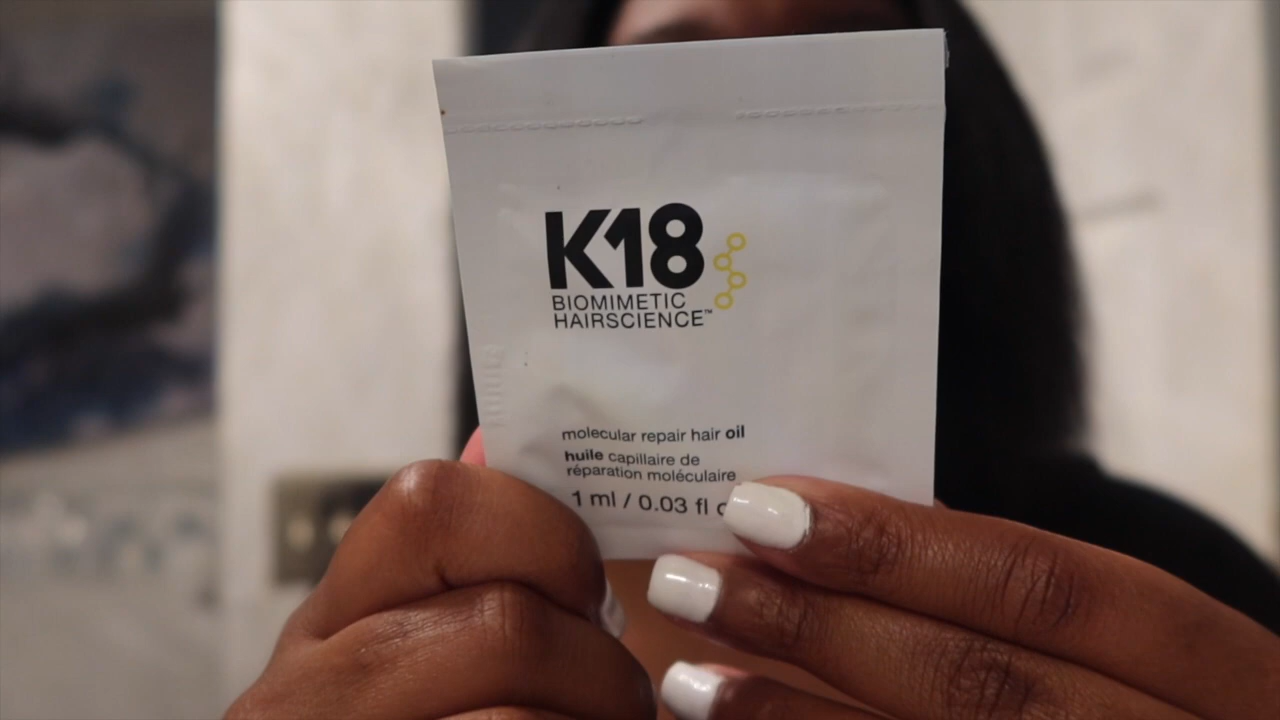 K18
BIOMIMETIC
HAIRSCIENCE™
molecular repair hair oil
huile capillaire de
réparation moléculaire
1 ml / 0.03 fl